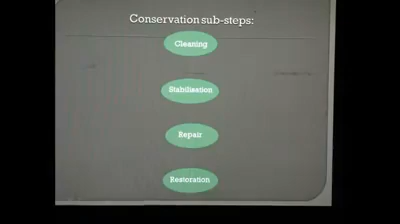 Conservation sub-steps:
Cleaning
Stabilisation
Repair
Restoration